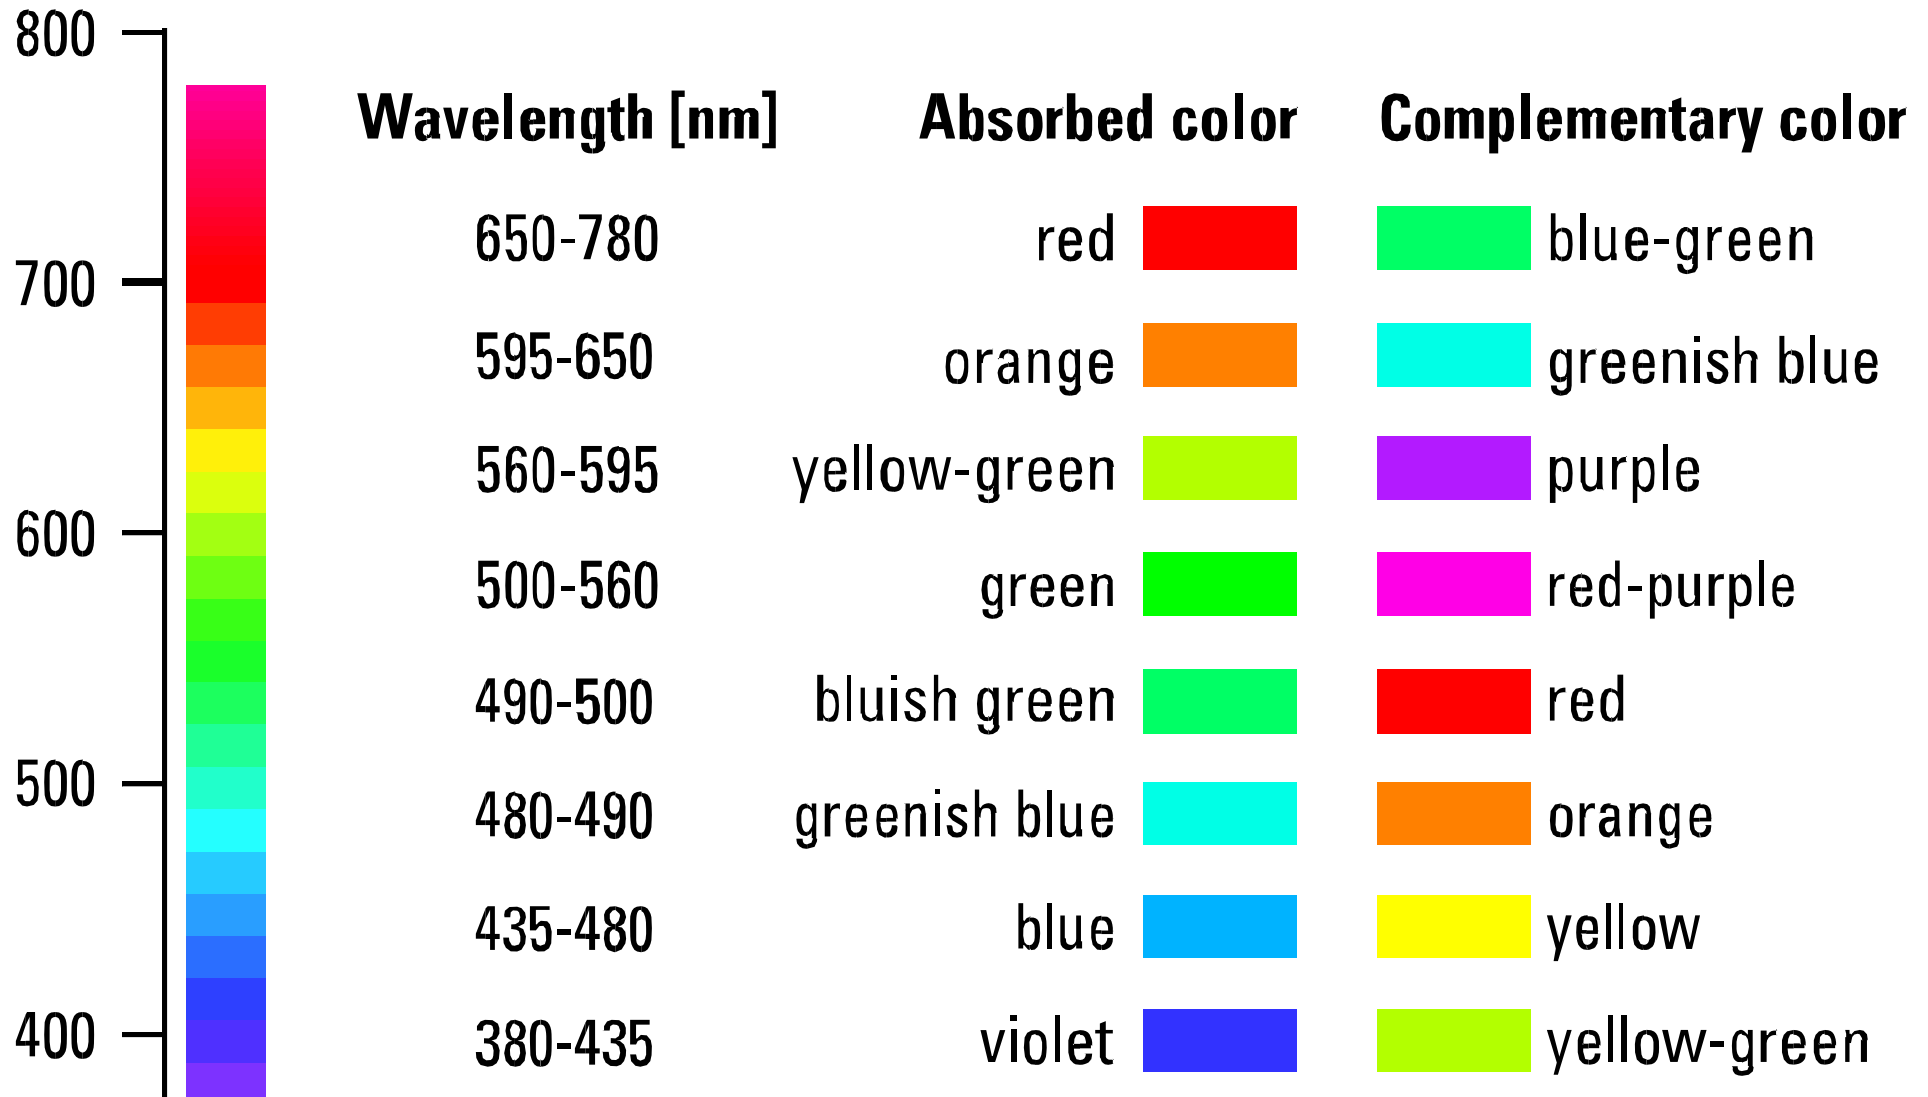 800
Wavelength [nm] Absorbed color Complementary color
650-780 red blue-green
700
595-650 orange greenish blue
560-595 yellow-green purple
600
500-560 green red-purple
490-500 bluish green red
500
480-490 greenish blue orange
435-480 blue yellow
400
380-435 violet yellow-green